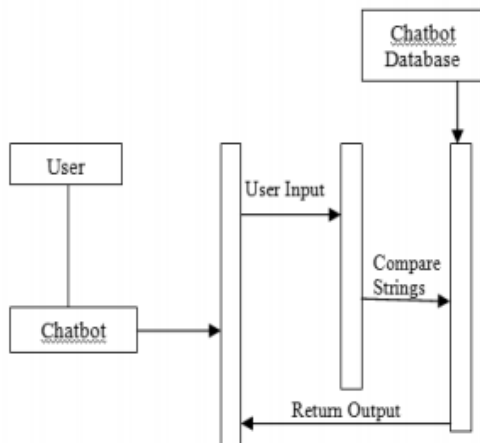 Chatbot
Database
User
User Input
Compare
Strings
Chatbot
Return Output